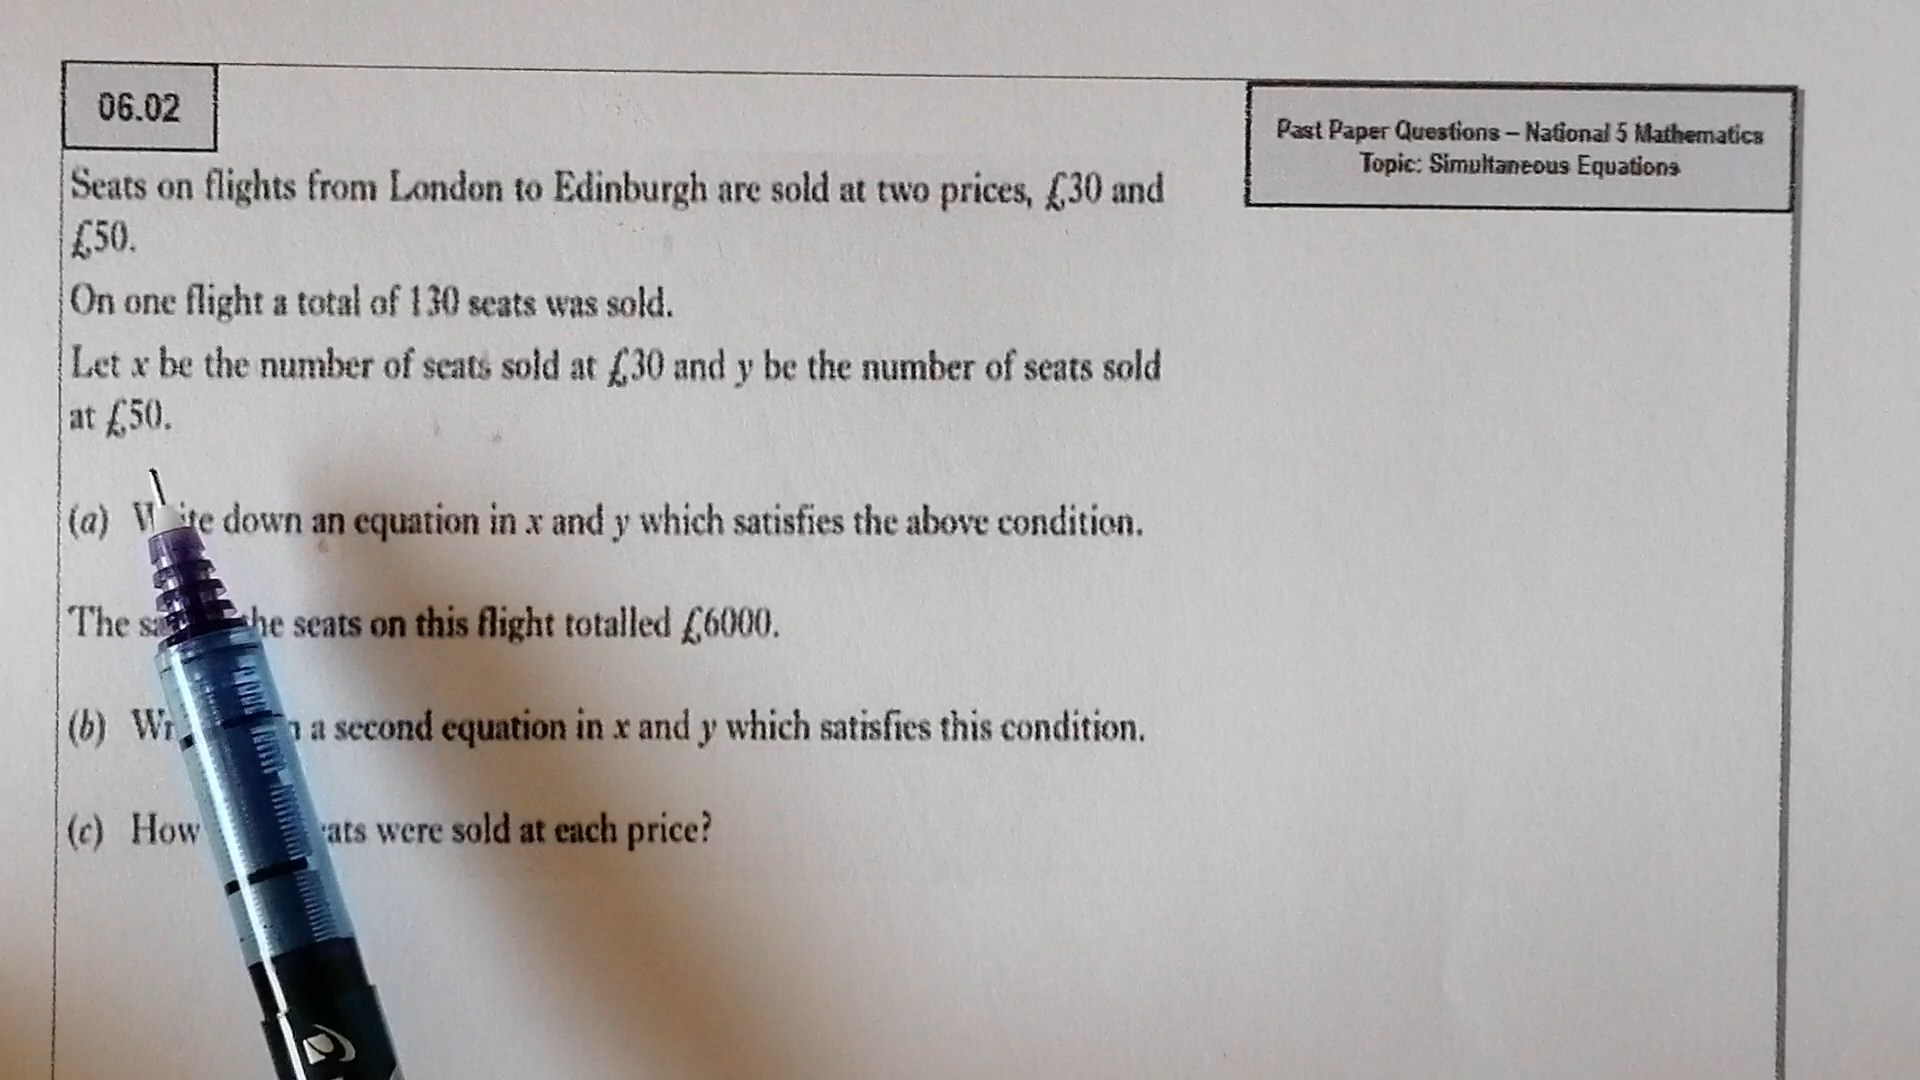 06.02
Past Paper Questions – National 5 Mathematics
Topic: Simultaneous Equations
Seats on flights from London to Edinburgh are sold at two prices, £30 and
£50.
On one flight a total of 130 seats was sold.
Let x be the number of seats sold at £30 and y be the number of seats sold
at £50.
(a) down an equation in x and y which satisfies the above condition.
The seats on this flight totalled £6000.
(b) a second equation in x and y which satisfies this condition.
(c) How were sold at each price?